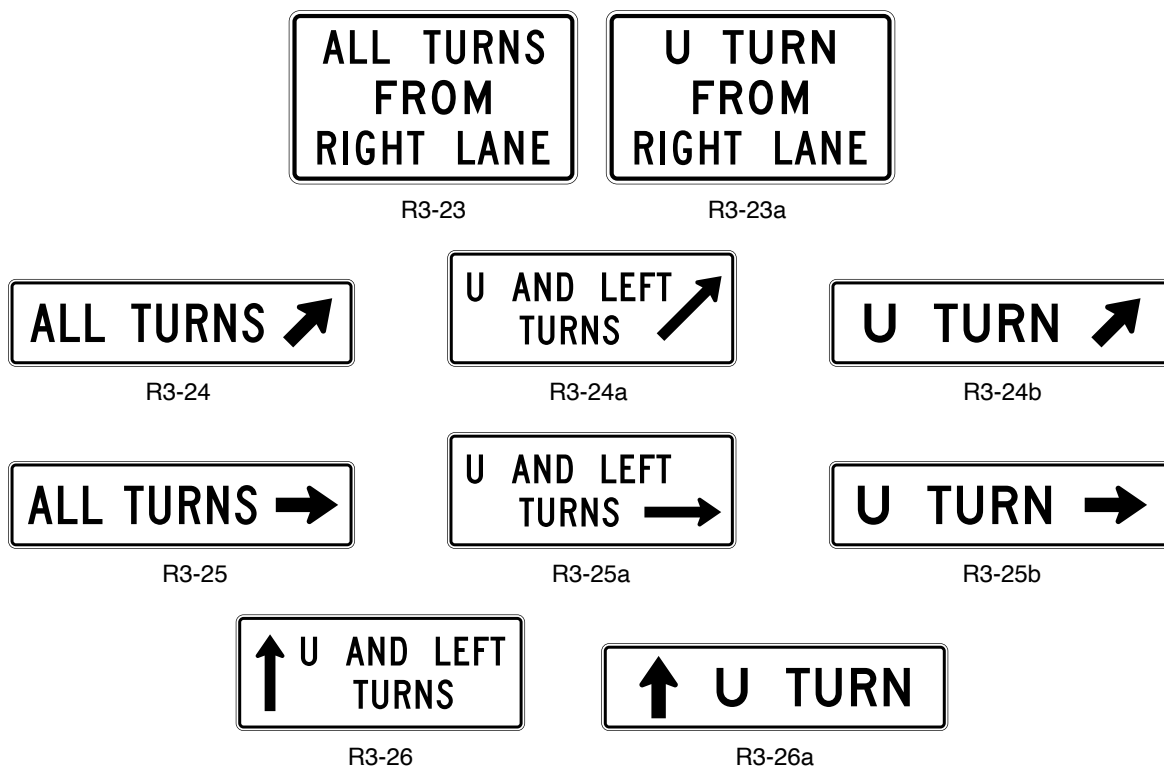 ALL TURNS
FROM
RIGHT LANE
R3-23
U TURN
FROM
RIGHT LANE
R3-23a
ALL TURNS
R3-24
U AND LEFT
TURNS
R3-24a
U TURN
R3-24b
ALL TURNS
R3-25
U AND LEFT
TURNS
R3-25a
U TURN
R3-25b
U AND LEFT
TURNS
R3-26
U TURN
R3-26a